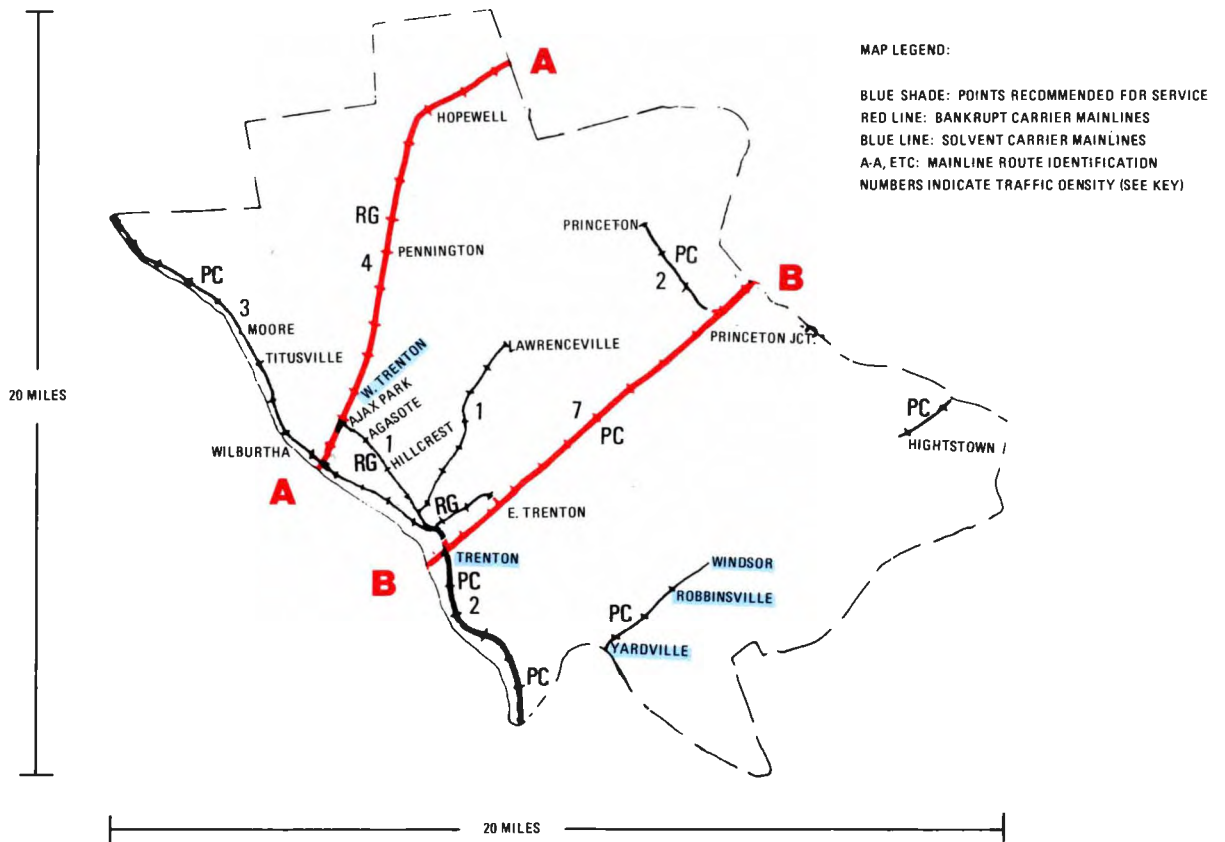 A
MAP LEGEND:
BLUE SHADE: POINTS RECOMMENDED FOR SERVICE
RED LINE: BANKRUPT CARRIER MAINLINES
BLUE LINE: SOLVENT CARRIER MAINLINES
A-A, ETC: MAINLINE ROUTE IDENTIFICATION
NUMBERS INDICATE TRAFFIC DENSITY (SEE KEY)
HOPEWELL
RG
PENNINGTON
4
PRINCETON
PC
2
B
PRINCETON JCT.
PC
3
MOORE
TITUSVILLE
LAWRENCEVILLE
W. TRENTON
AJAX PARK
AGASOTE
1
HILLCREST
RG
1
7
PC
20 MILES
WILBURTHA
PC
HIGHTSTOWN
A
RG
E. TRENTON
TRENTON
B
PC
2
WINDSOR
ROBBINSVILLE
PC
YARDVILLE
PC
20 MILES